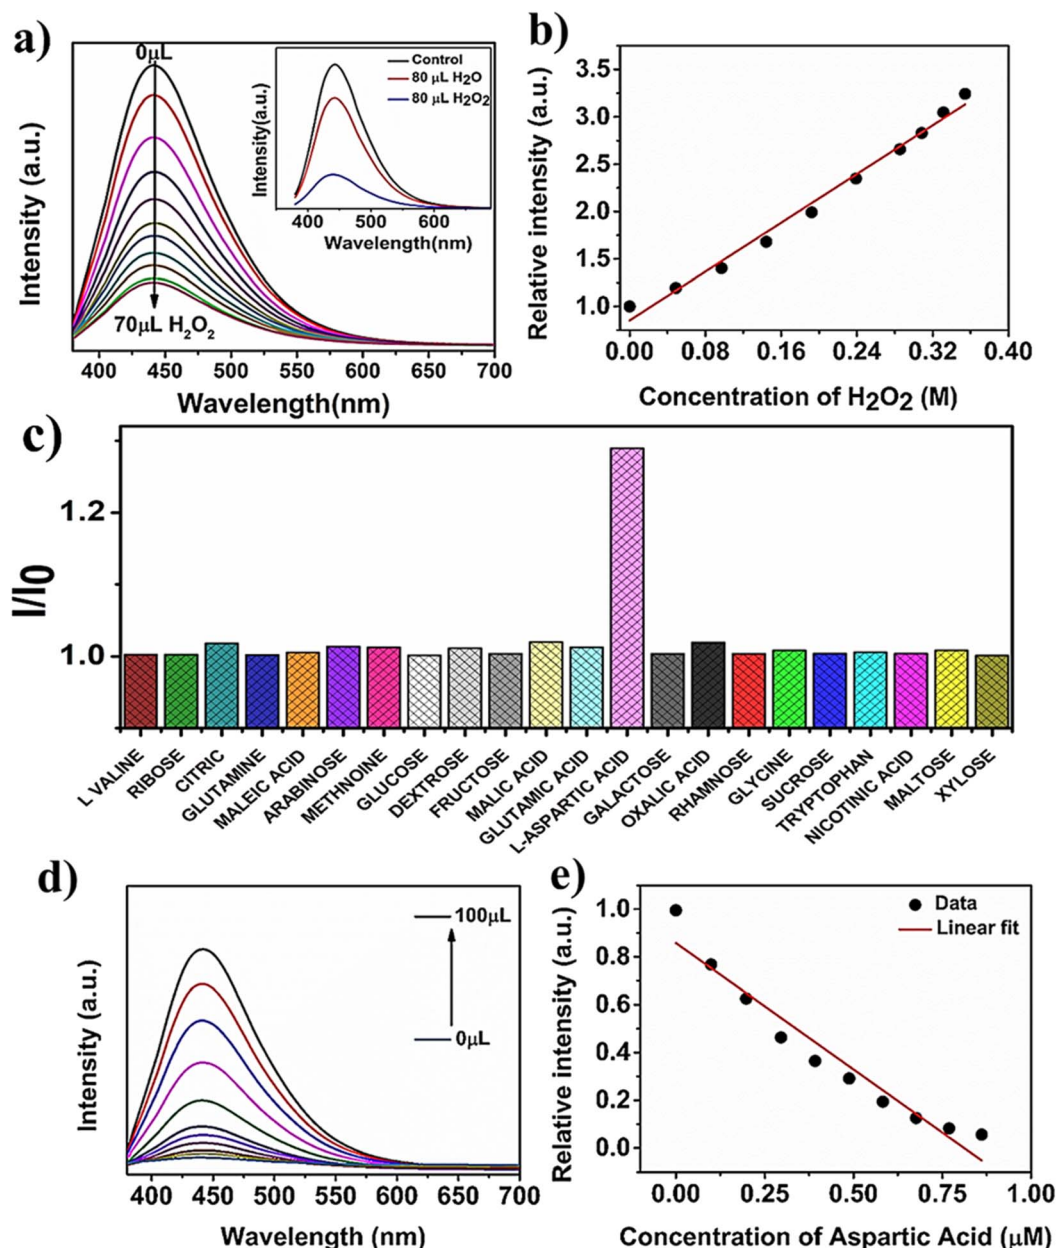 a)
0μL
70μL H2O2
Intensity (a.u.)
400 450 500 550 600 650 700
Wavelength(nm)
Control
80 μL H2O
80 μL H2O2
Intensity(a.u.)
400 500 600
Wavelength(nm)
b)
Relative intensity (a.u.)
3.5
3.0
2.5
2.0
1.5
1.0
0.00 0.08 0.16 0.24 0.32 0.40
Concentration of H2O2 (M)
c)
I/I0
1.2
1.0
L VALINE
RIBOSE
CITRIC
GLUTAMINE
MALEIC ACID
ARABINOSE
METHNOINE
GLUCOSE
DEXTROSE
FRUCTOSE
MALIC ACID
GLUTAMIC ACID
L-ASPARTIC ACID
GALACTOSE
OXALIC ACID
RHAMNOSE
GLYCINE
SUCROSE
TRYPTOPHAN
NICOTINIC ACID
MALTOSE
XYLOSE
d)
Intensity (a.u.)
100μL
0μL
400 450 500 550 600 650 700
Wavelength (nm)
e)
Relative intensity (a.u.)
1.0
0.8
0.6
0.4
0.2
0.0
Data
Linear fit
0.00 0.25 0.50 0.75 1.00
Concentration of Aspartic Acid (μM)